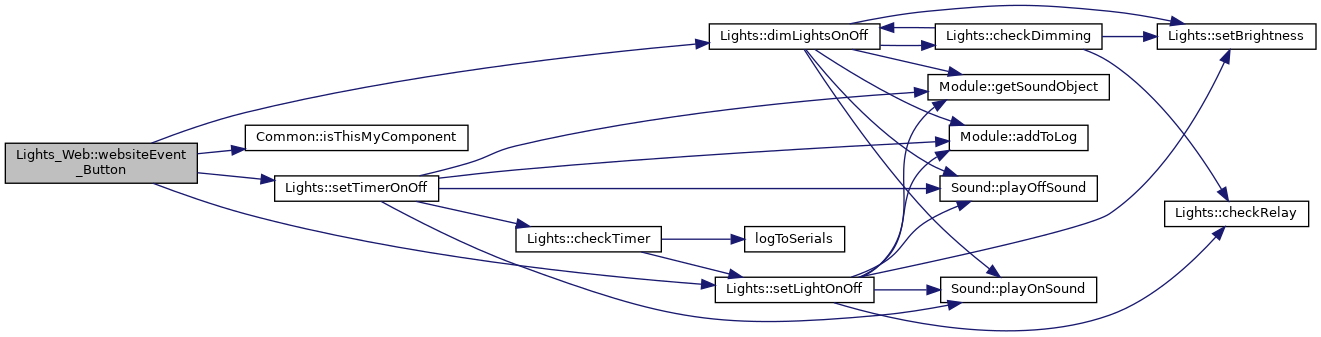 Lights::dimLightsOnOff
Lights::checkDimming
Lights::setBrightness
Module::getSoundObject
Common::isThisMyComponent
Module::addToLog
Lights_Web::websiteEvent
_Button
Lights::setTimerOnOff
Sound::playOffSound
Lights::checkRelay
Lights::checkTimer
logToSerials
Lights::setLightOnOff
Sound::playOnSound